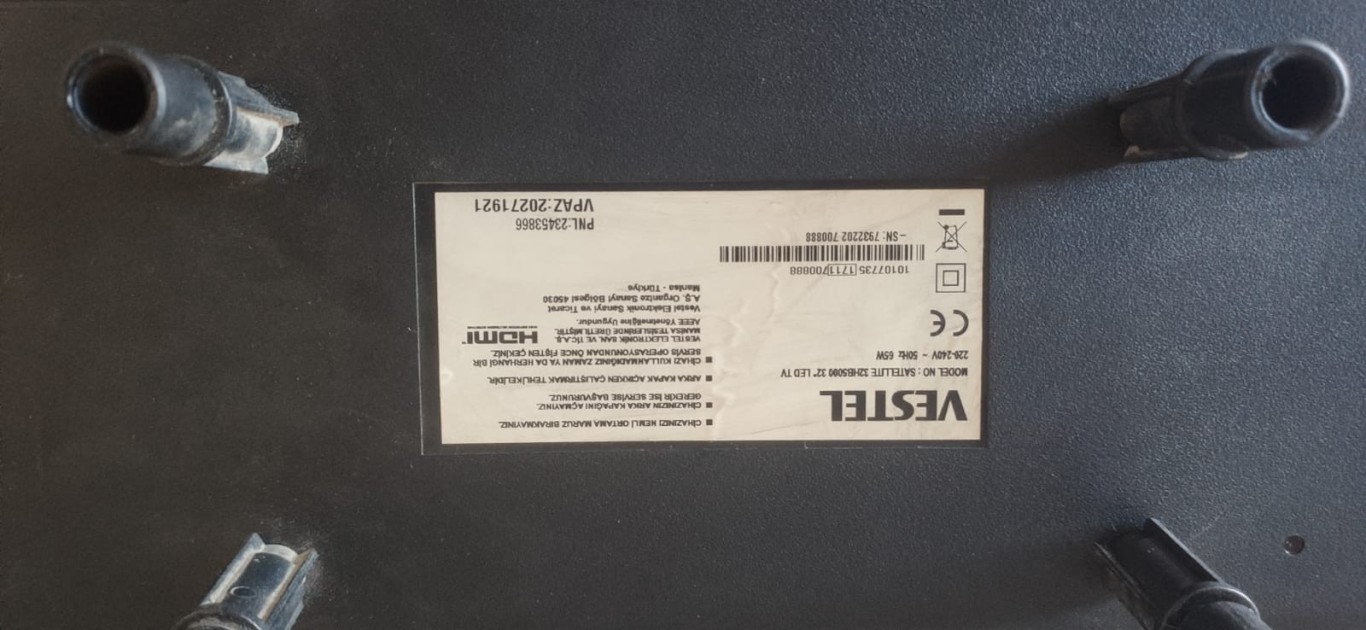 VESTEL
MODEL NO : SATELLITE 32HB5000 32" LED TV
220-240V ~ 50Hz 65W
CE
10107735 1711 700888
SN: 7932202 700888
■ CİHAZINIZI NEMLİ ORTAMA MARUZ BIRAKMAYINIZ.
■ CİHAZINIZIN ARKA KAPAĞINI AÇMAYINIZ.
GEREKİR İSE SERVİSE BAŞVURUNUZ.
■ ARKA KAPAK AÇIKKEN ÇALIŞTIRMAK TEHLİKELİDİR.
■ CİHAZI KULLANMADIĞINIZ ZAMAN YA DA HERHANGİ BİR
SERVİS OPERASYONUNDAN ÖNCE FİŞTEN ÇEKİNİZ.
VESTEL ELEKTRONİK SAN. VE TİC.A.Ş.
MANİSA TESİSLERİNDE ÜRETİLMİŞTİR.
AEEE Yönetmeliğine Uygundur.
HDMI
Vestel Elektronik Sanayi ve Ticaret
A.Ş. Organize Sanayi Bölgesi 45030
Manisa - Türkiye
PNL:23453866
VPAZ:20271921